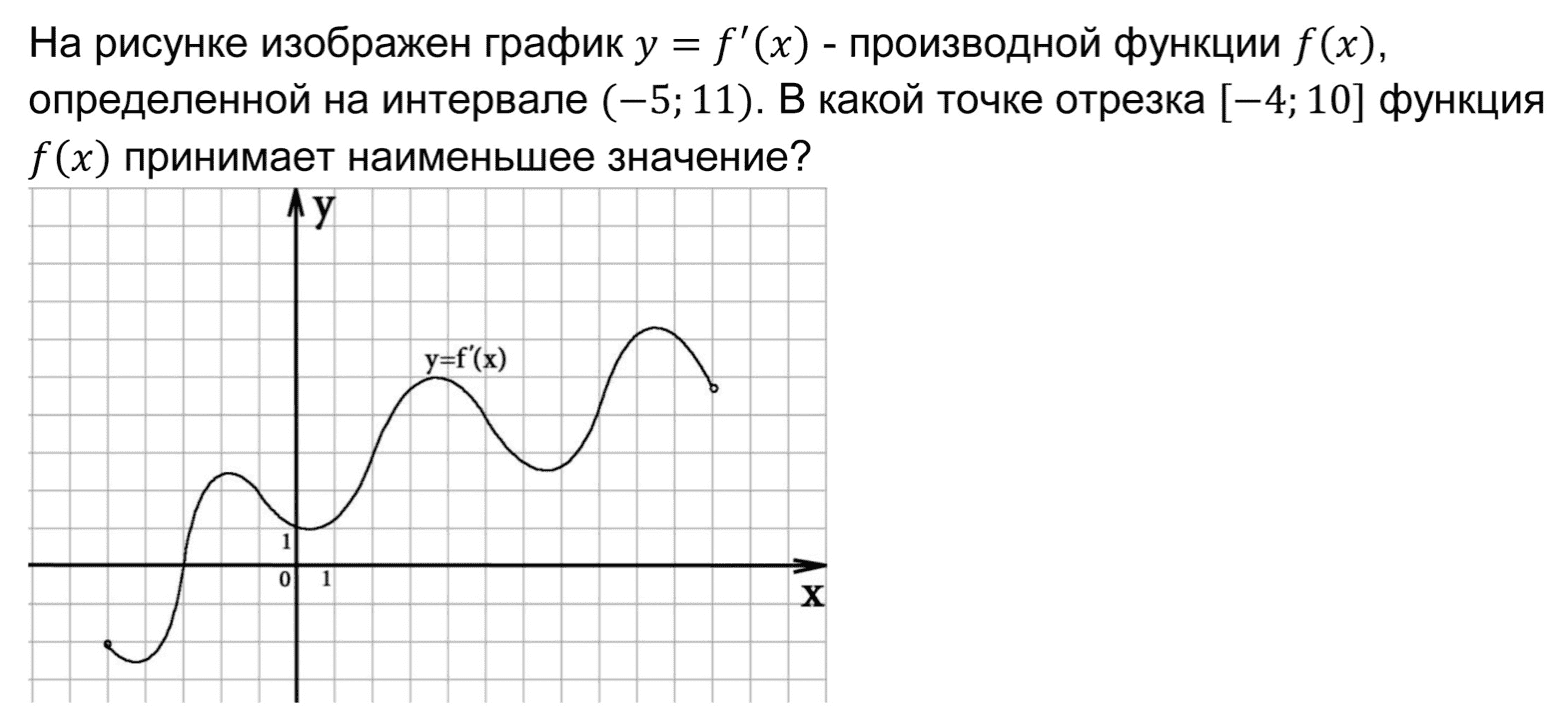 На рисунке изображен график y = f′(x) - производной функции f(x),
определенной на интервале (−5; 11). В какой точке отрезка [−4; 10] функция
f(x) принимает наименьшее значение?
y
y=f′(x)
1
0 1
x